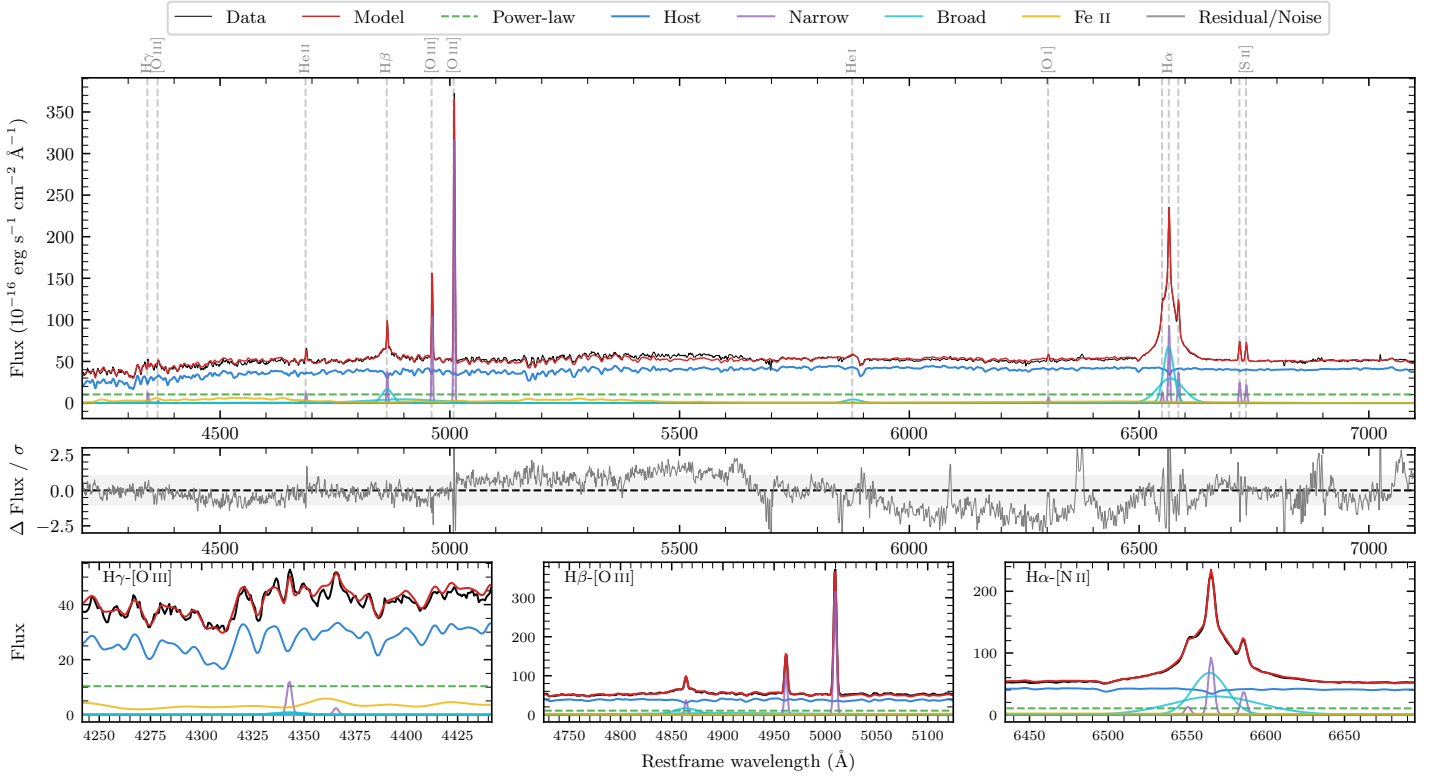 Data Model Power-law Host Narrow Broad Fe II Residual/Noise
Hγ [O III] He II Hβ [O III] [O III] He I [O I] Hα [S II]
Flux (10⁻¹⁶ erg s⁻¹ cm⁻² Å⁻¹)
350
300
250
200
150
100
50
0
4500 5000 5500 6000 6500 7000
Δ Flux / σ
2.5
0.0
−2.5
4500 5000 5500 6000 6500 7000
Flux
Hγ-[O III]
40
20
0
4250 4275 4300 4325 4350 4375 4400 4425
Hβ-[O III]
300
200
100
0
4750 4800 4850 4900 4950 5000 5050 5100
Hα-[N II]
200
100
0
6450 6500 6550 6600 6650
Restframe wavelength (Å)